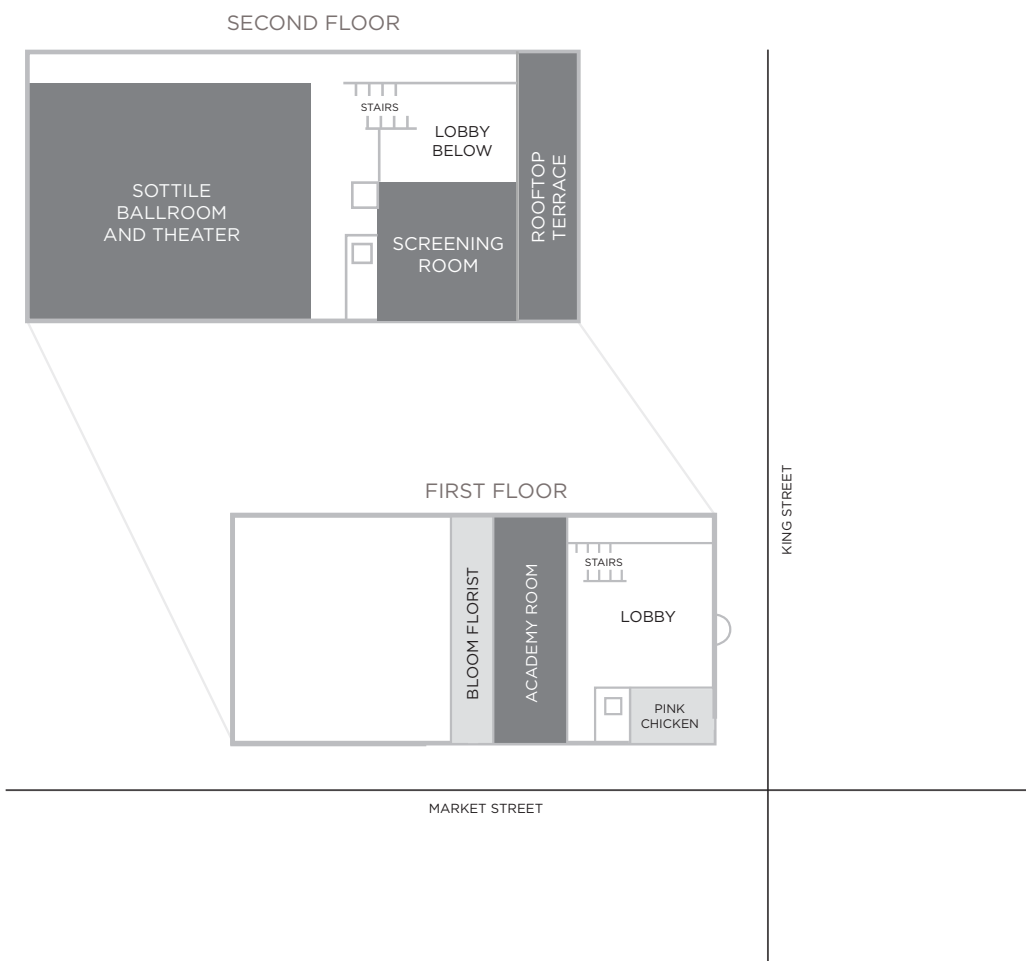 SECOND FLOOR
STAIRS
LOBBY
BELOW
ROOFTOP
TERRACE
SOTTILE
BALLROOM
AND THEATER
SCREENING
ROOM
FIRST FLOOR
KING STREET
STAIRS
BLOOM FLORIST
ACADEMY ROOM
LOBBY
PINK
CHICKEN
MARKET STREET